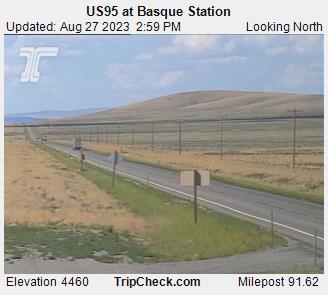 US95 at Basque Station
Updated: Aug 27 2023 2:59 PM Looking North
Elevation 4460 TripCheck.com Milepost 91.62